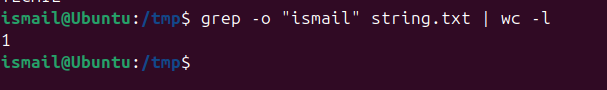 ismail@Ubuntu:/tmp$ grep -o "ismail" string.txt | wc -l
1
ismail@Ubuntu:/tmp$